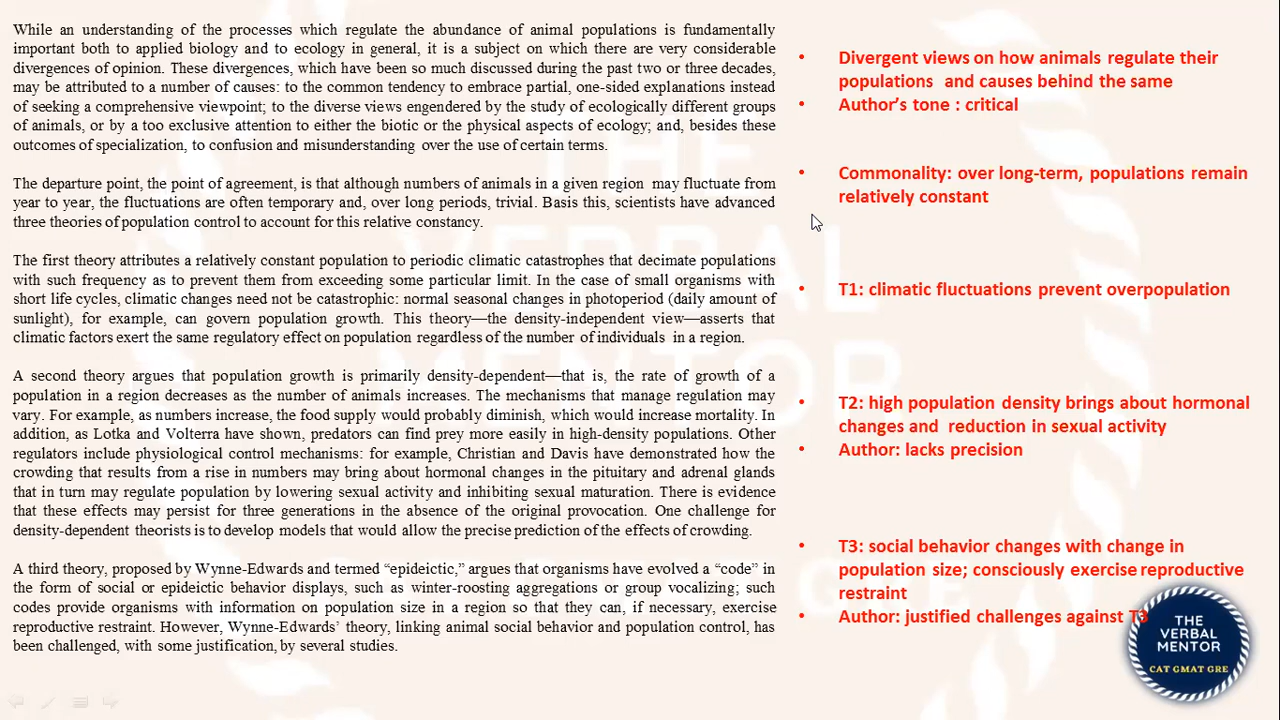 While an understanding of the processes which regulate the abundance of animal populations is fundamentally
important both to applied biology and to ecology in general, it is a subject on which there are very considerable
divergences of opinion. These divergences, which have been so much discussed during the past two or three decades,
may be attributed to a number of causes: to the common tendency to embrace partial, one-sided explanations instead
of seeking a comprehensive viewpoint; to the diverse views engendered by the study of ecologically different groups
of animals, or by a too exclusive attention to either the biotic or the physical aspects of ecology; and, besides these
outcomes of specialization, to confusion and misunderstanding over the use of certain terms.
The departure point, the point of agreement, is that although numbers of animals in a given region may fluctuate from
year to year, the fluctuations are often temporary and, over long periods, trivial. Basis this, scientists have advanced
three theories of population control to account for this relative constancy.
The first theory attributes a relatively constant population to periodic climatic catastrophes that decimate populations
with such frequency as to prevent them from exceeding some particular limit. In the case of small organisms with
short life cycles, climatic changes need not be catastrophic: normal seasonal changes in photoperiod (daily amount of
sunlight), for example, can govern population growth. This theory—the density-independent view—asserts that
climatic factors exert the same regulatory effect on population regardless of the number of individuals in a region.
A second theory argues that population growth is primarily density-dependent—that is, the rate of growth of a
population in a region decreases as the number of animals increases. The mechanisms that manage regulation may
vary. For example, as numbers increase, the food supply would probably diminish, which would increase mortality. In
addition, as Lotka and Volterra have shown, predators can find prey more easily in high-density populations. Other
regulators include physiological control mechanisms: for example, Christian and Davis have demonstrated how the
crowding that results from a rise in numbers may bring about hormonal changes in the pituitary and adrenal glands
that in turn may regulate population by lowering sexual activity and inhibiting sexual maturation. There is evidence
that these effects may persist for three generations in the absence of the original provocation. One challenge for
density-dependent theorists is to develop models that would allow the precise prediction of the effects of crowding.
A third theory, proposed by Wynne-Edwards and termed “epideictic,” argues that organisms have evolved a “code” in
the form of social or epideictic behavior displays, such as winter-roosting aggregations or group vocalizing; such
codes provide organisms with information on population size in a region so that they can, if necessary, exercise
reproductive restraint. However, Wynne-Edwards’ theory, linking animal social behavior and population control, has
been challenged, with some justification, by several studies.
• Divergent views on how animals regulate their
populations and causes behind the same
• Author’s tone : critical
• Commonality: over long-term, populations remain
relatively constant
• T1: climatic fluctuations prevent overpopulation
• T2: high population density brings about hormonal
changes and reduction in sexual activity
• Author: lacks precision
• T3: social behavior changes with change in
population size; consciously exercise reproductive
restraint
• Author: justified challenges against T3
THE
VERBAL
MENTOR
CAT GMAT GRE
THE
VERBAL
MENTOR